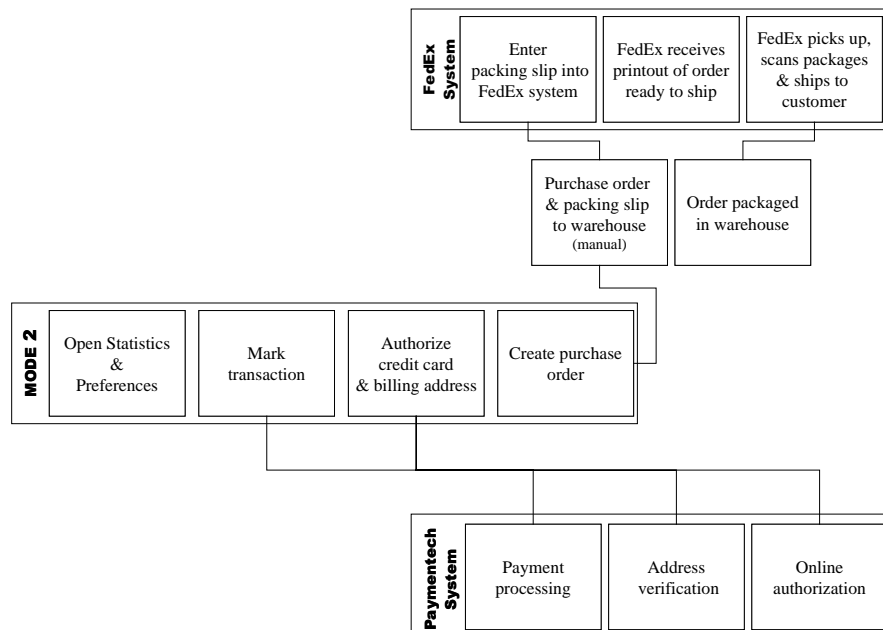 FedEx
System
Enter
packing slip into
FedEx system
FedEx receives
printout of order
ready to ship
FedEx picks up,
scans packages
& ships to
customer
Purchase order
& packing slip
to warehouse
(manual)
Order packaged
in warehouse
MODE 2
Open Statistics
&
Preferences
Mark
transaction
Authorize
credit card
& billing address
Create purchase
order
Paymentech
System
Payment
processing
Address
verification
Online
authorization